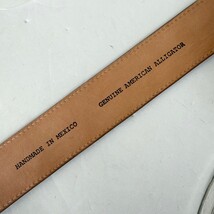 HANDMADE IN MEXICO
GENUINE AMERICAN ALLIGATOR